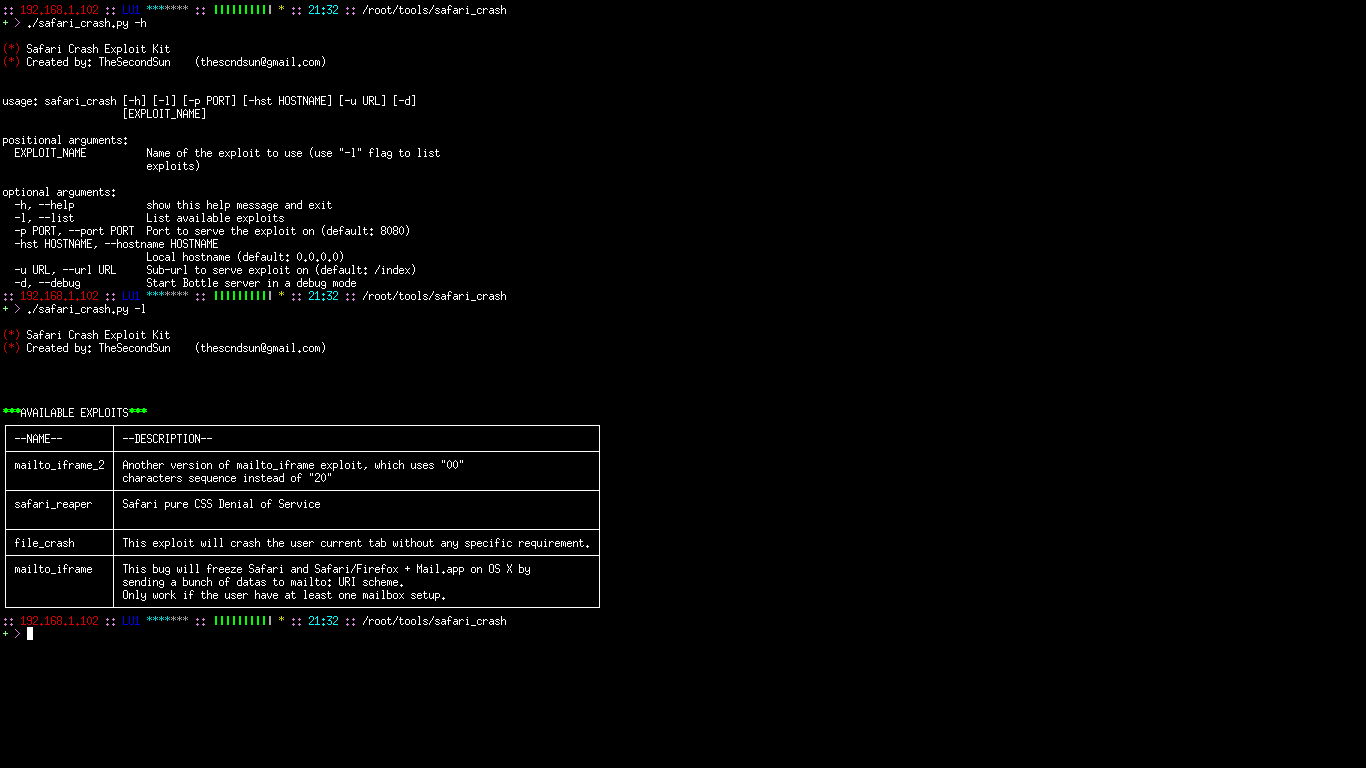 :: 192.168.1.102 :: LU1 ******* :: |||||||||| * :: 21:32 :: /root/tools/safari_crash
+ > ./safari_crash.py -h
(*) Safari Crash Exploit Kit
(*) Created by: TheSecondSun    (thescndsun@gmail.com)
usage: safari_crash [-h] [-l] [-p PORT] [-hst HOSTNAME] [-u URL] [-d]
                    [EXPLOIT_NAME]
positional arguments:
  EXPLOIT_NAME          Name of the exploit to use (use "-l" flag to list
                        exploits)
optional arguments:
  -h, --help            show this help message and exit
  -l, --list            List available exploits
  -p PORT, --port PORT  Port to serve the exploit on (default: 8080)
  -hst HOSTNAME, --hostname HOSTNAME
                        Local hostname (default: 0.0.0.0)
  -u URL, --url URL     Sub-url to serve exploit on (default: /index)
  -d, --debug           Start Bottle server in a debug mode
:: 192.168.1.102 :: LU1 ******* :: |||||||||| * :: 21:32 :: /root/tools/safari_crash
+ > ./safari_crash.py -l
(*) Safari Crash Exploit Kit
(*) Created by: TheSecondSun    (thescndsun@gmail.com)
***AVAILABLE EXPLOITS***
--NAME-- --DESCRIPTION--
mailto_iframe_2 Another version of mailto_iframe exploit, which uses "00"
characters sequence instead of "20"
safari_reaper Safari pure CSS Denial of Service
file_crash This exploit will crash the user current tab without any specific requirement.
mailto_iframe This bug will freeze Safari and Safari/Firefox + Mail.app on OS X by
sending a bunch of datas to mailto: URI scheme.
Only work if the user have at least one mailbox setup.
:: 192.168.1.102 :: LU1 ******* :: |||||||||| * :: 21:32 :: /root/tools/safari_crash
+ >